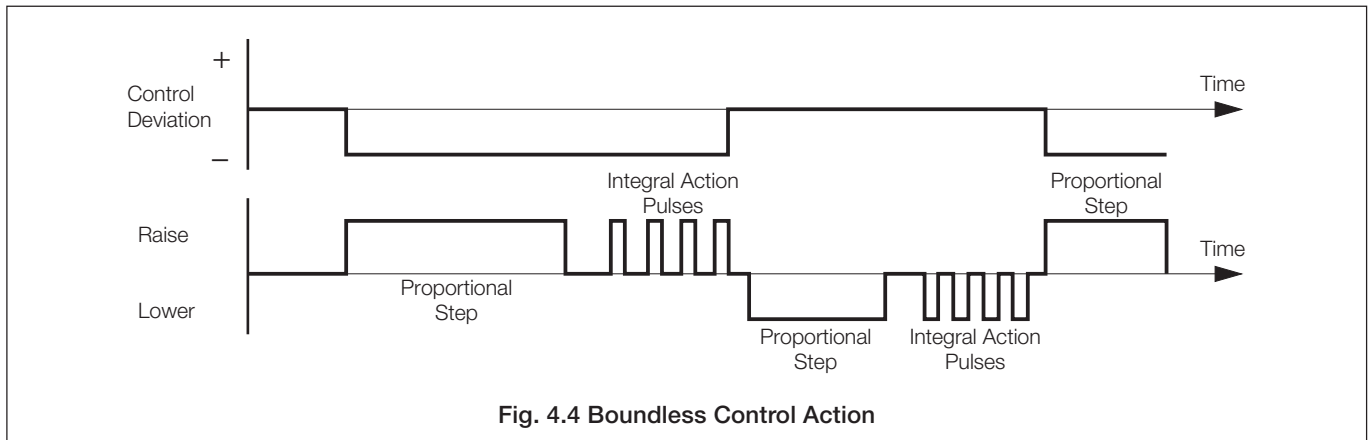 +
Control
Deviation
–
Time
Integral Action
Pulses
Proportional
Step
Raise
Lower
Time
Proportional
Step
Proportional
Step
Integral Action
Pulses
Fig. 4.4 Boundless Control Action